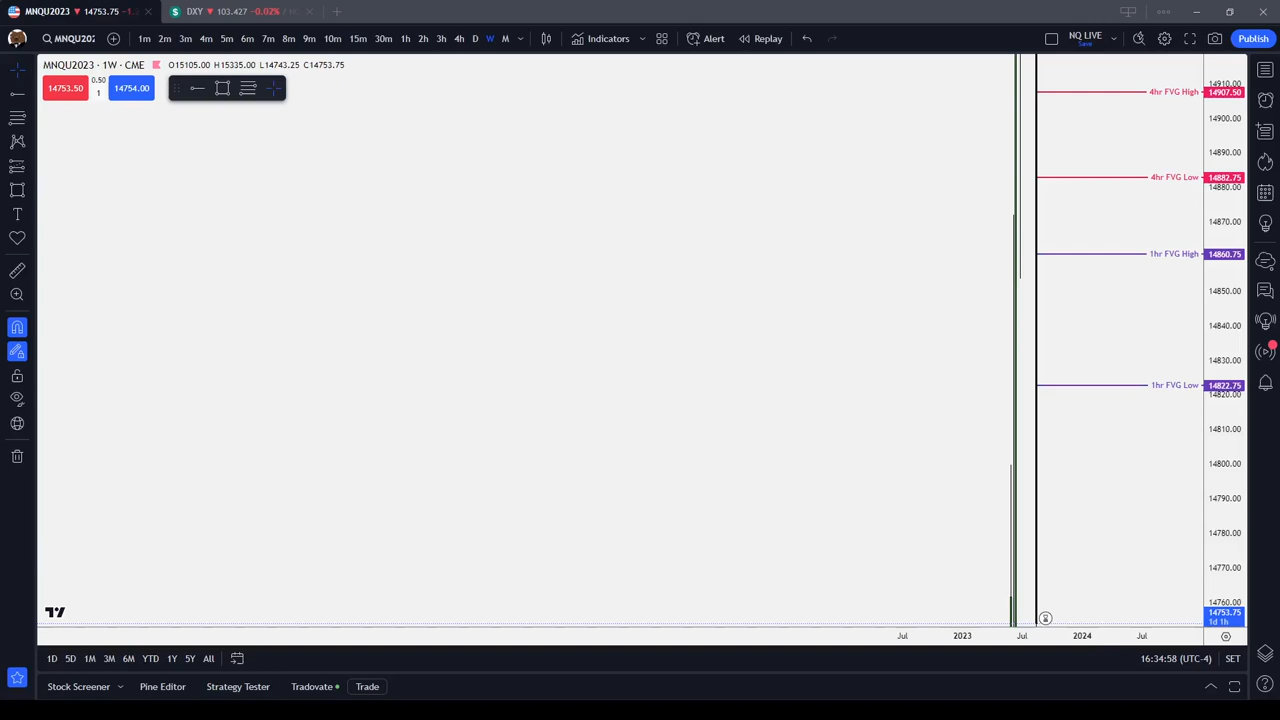 MNQU2023 ▼ 14753.75 −1.
DXY ▼ 103.427 −0.02% /
MNQU202 1m 2m 3m 4m 5m 6m 7m 8m 9m 10m 15m 30m 1h 2h 3h 4h D W M Indicators Alert Replay NQ LIVE Publish
Save
MNQU2023 · 1W · CME O15105.00 H15335.00 L14743.25 C14753.75
14753.50 0.50 14754.00
1
14910.00
4hr FVG High 14907.50
14900.00
14890.00
4hr FVG Low 14882.75
14880.00
14870.00
1hr FVG High 14860.75
14850.00
14840.00
14830.00
1hr FVG Low 14822.75
14820.00
14810.00
14800.00
14790.00
14780.00
14770.00
14760.00
14753.75
1d 1h
Jul 2023 Jul 2024 Jul
1D 5D 1M 3M 6M YTD 1Y 5Y All 16:34:58 (UTC-4) SET
Stock Screener Pine Editor Strategy Tester Tradovate Trade